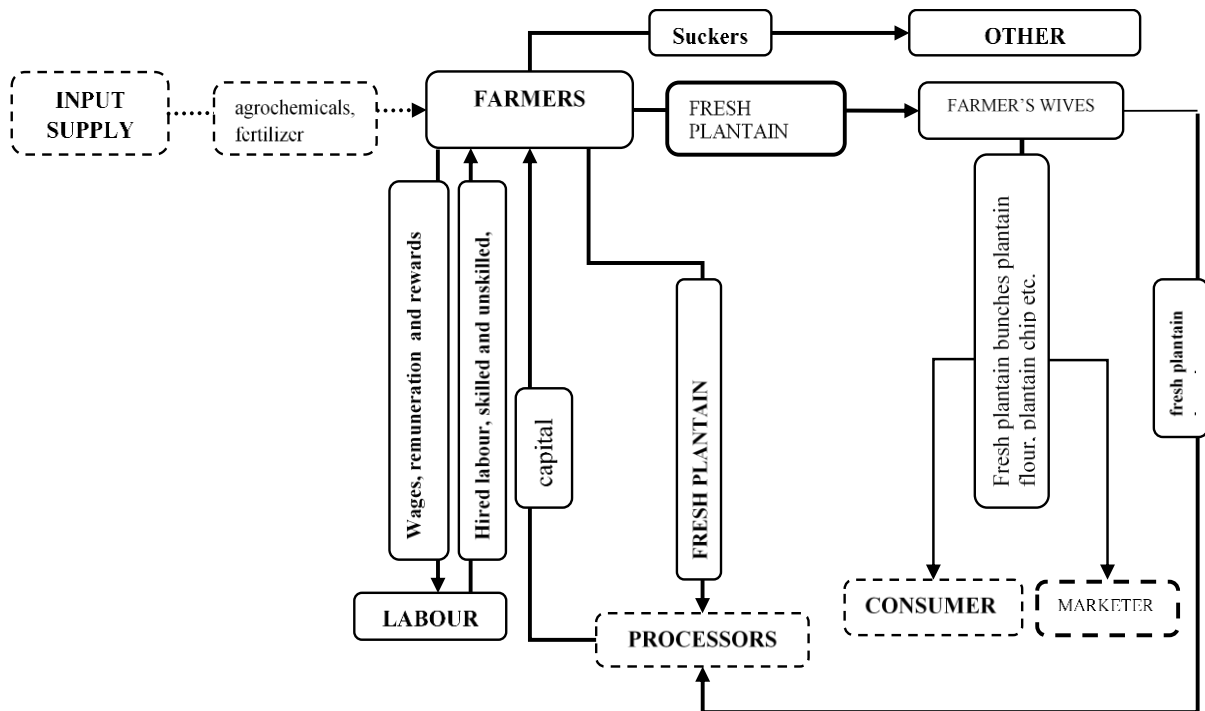 Suckers
OTHER
INPUT
SUPPLY
agrochemicals,
fertilizer
FARMERS
FRESH
PLANTAIN
FARMER'S WIVES
Wages, remuneration and rewards
Hired labour, skilled and unskilled,
capital
FRESH PLANTAIN
Fresh plantain bunches plantain
flour, plantain chip etc.
fresh plantain
LABOUR
PROCESSORS
CONSUMER
MARKETER